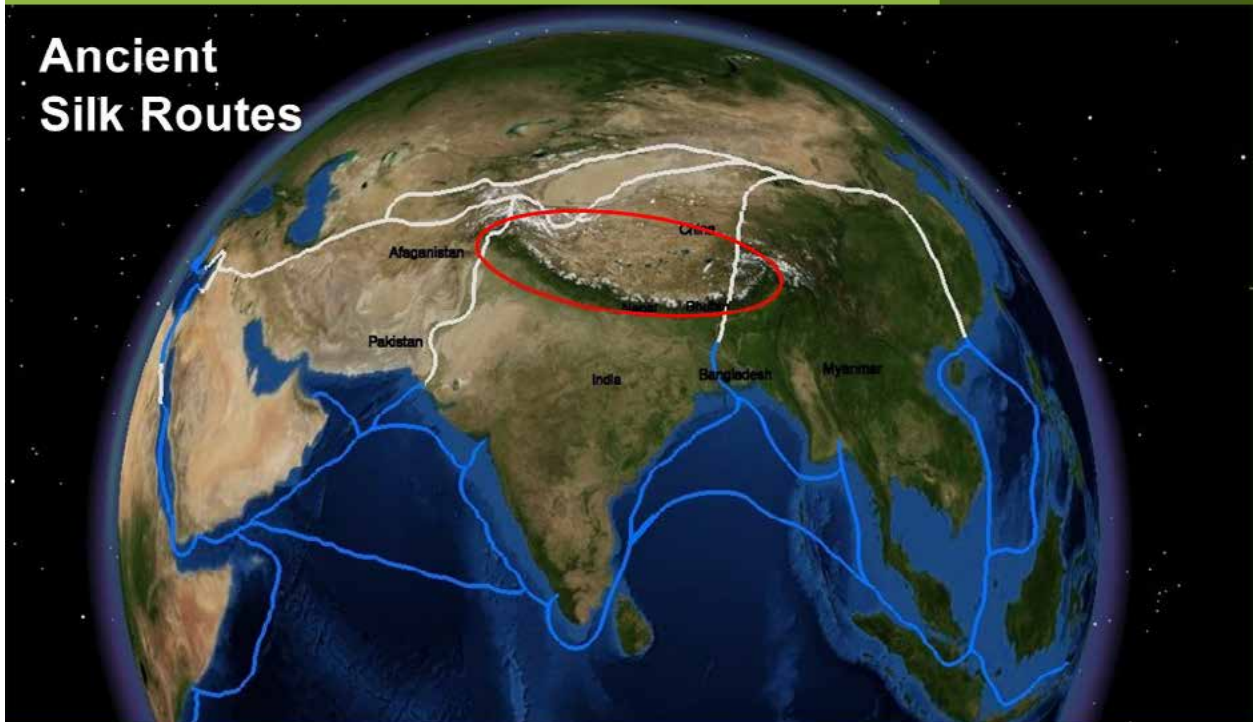 Ancient
Silk Routes
China
Afaganistan
Pakistan
India
Bangladesh
Myanmar